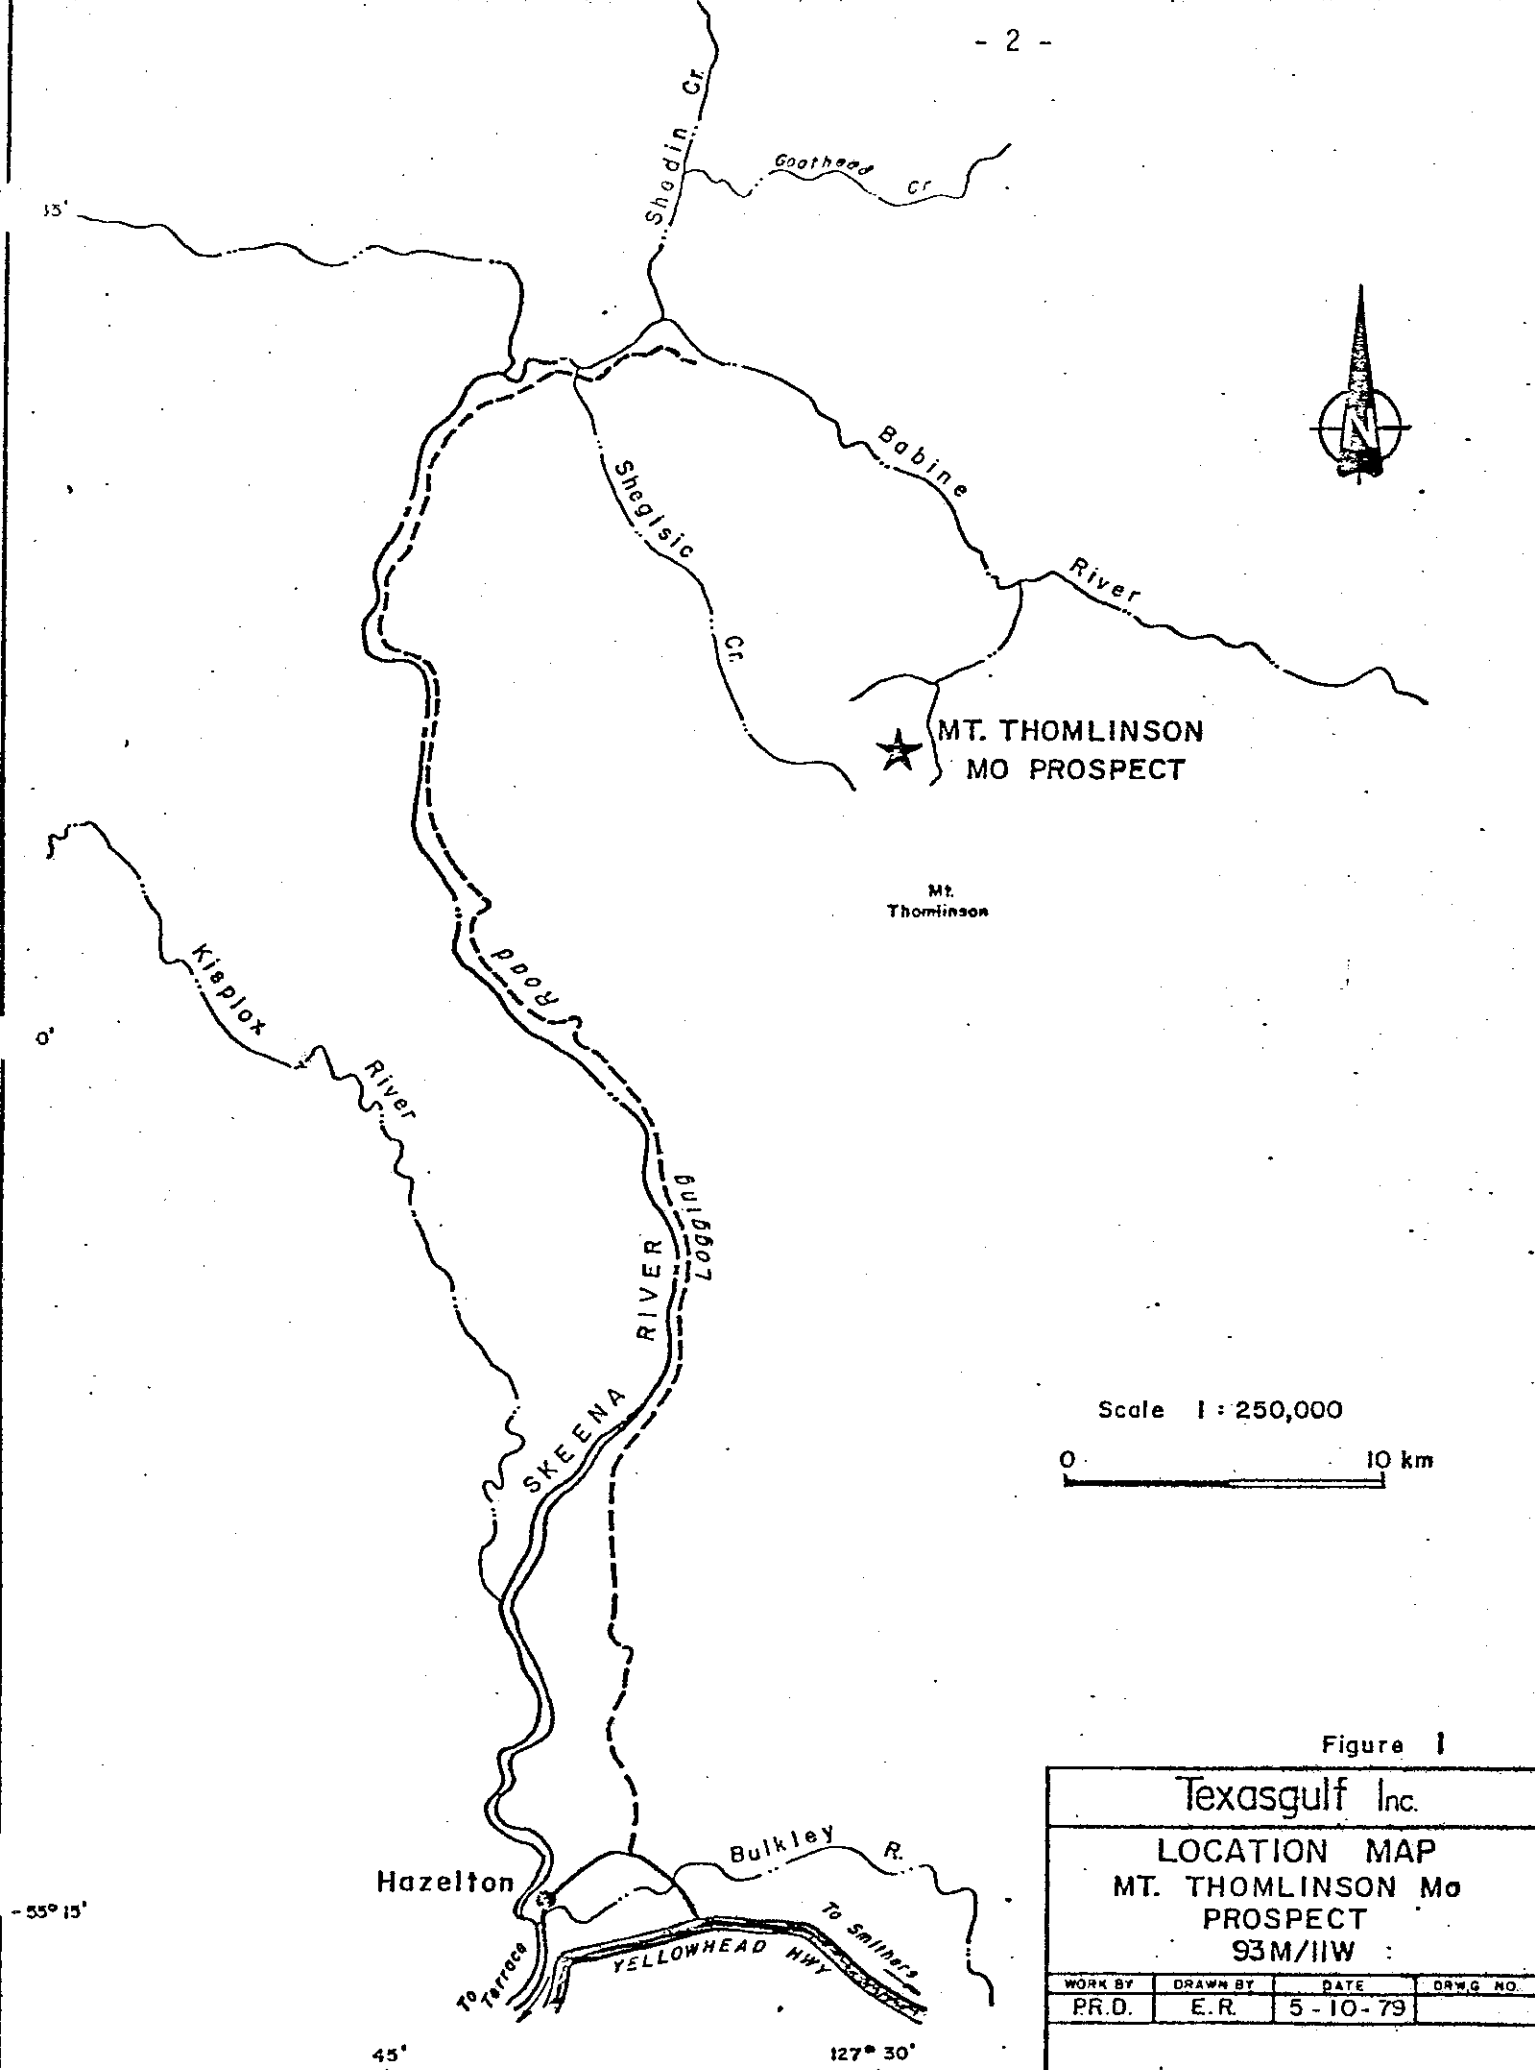 - 2 -
Shedin Cr.
Goathead Cr
Babine River
Sheglsic Cr.
MT. THOMLINSON
MO PROSPECT
Mt.
Thomlinson
Kispiox River
0'
Logging Road
SKEENA RIVER
Scale 1 : 250,000
0 10 km
Figure 1
Texasgulf Inc.
LOCATION MAP
MT. THOMLINSON Mo
PROSPECT
93M/11W
WORK BY DRAWN BY DATE DRW,G NO.
P.R.D. E.R. 5-10-79
Bulkley R.
Hazelton
-55°15'
To Smithers
YELLOWHEAD HWY
To Terrace
45' 127° 30'
N